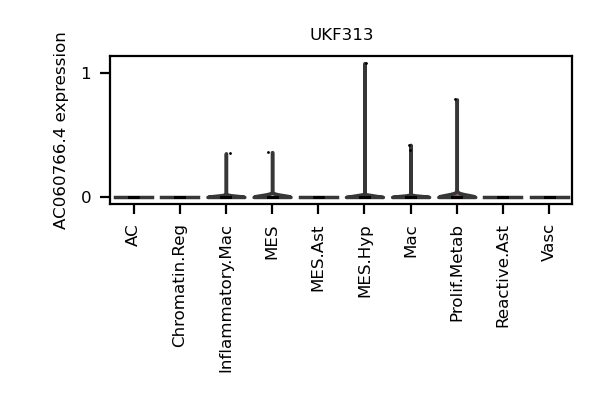 UKF313
AC060766.4 expression
1
0
AC
Chromatin.Reg
Inflammatory.Mac
MES
MES.Ast
MES.Hyp
Mac
Prolif.Metab
Reactive.Ast
Vasc